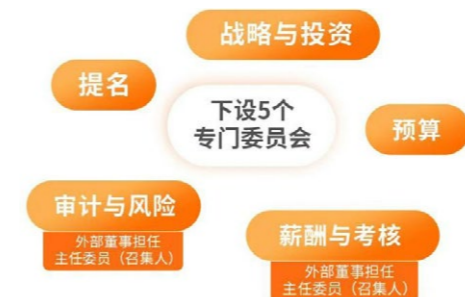 战略与投资
提名
下设5个
专门委员会
预算
审计与风险
外部董事担任
主任委员（召集人）
薪酬与考核
外部董事担任
主任委员（召集人）